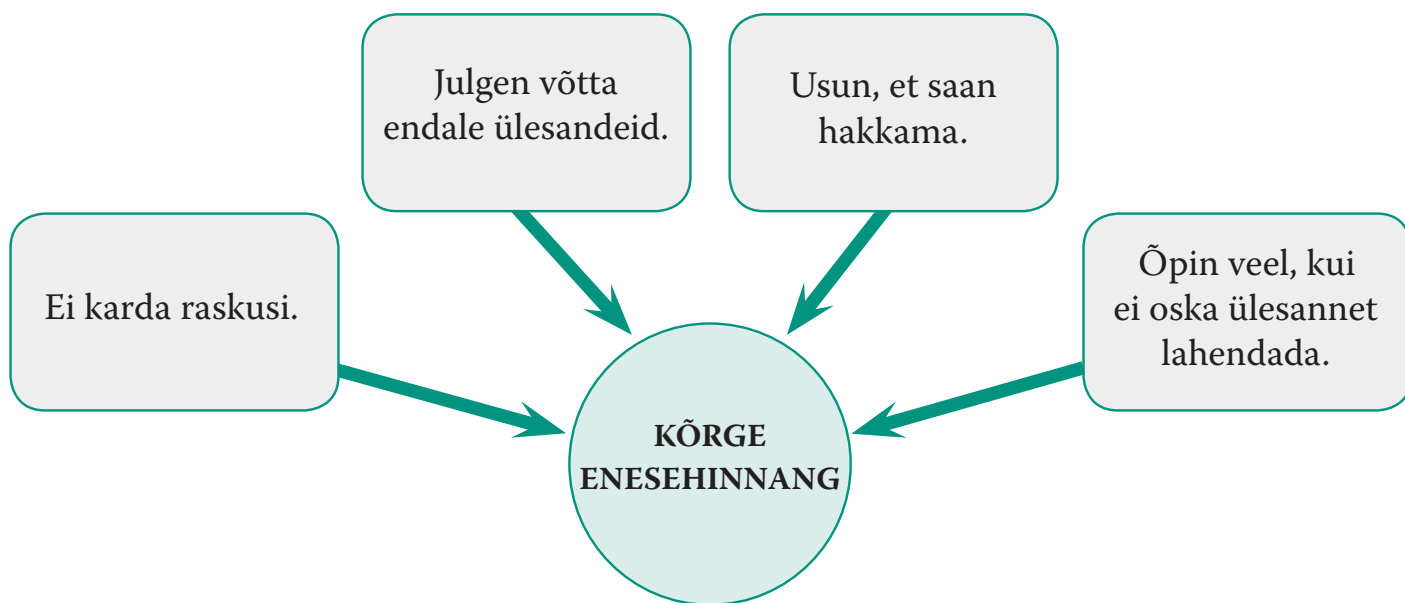 Julgen võtta
endale ülesandeid.
Usun, et saan
hakkama.
Ei karda raskusi.
Õpin veel, kui
ei oska ülesannet
lahendada.
KÕRGE
ENESEHINNANG